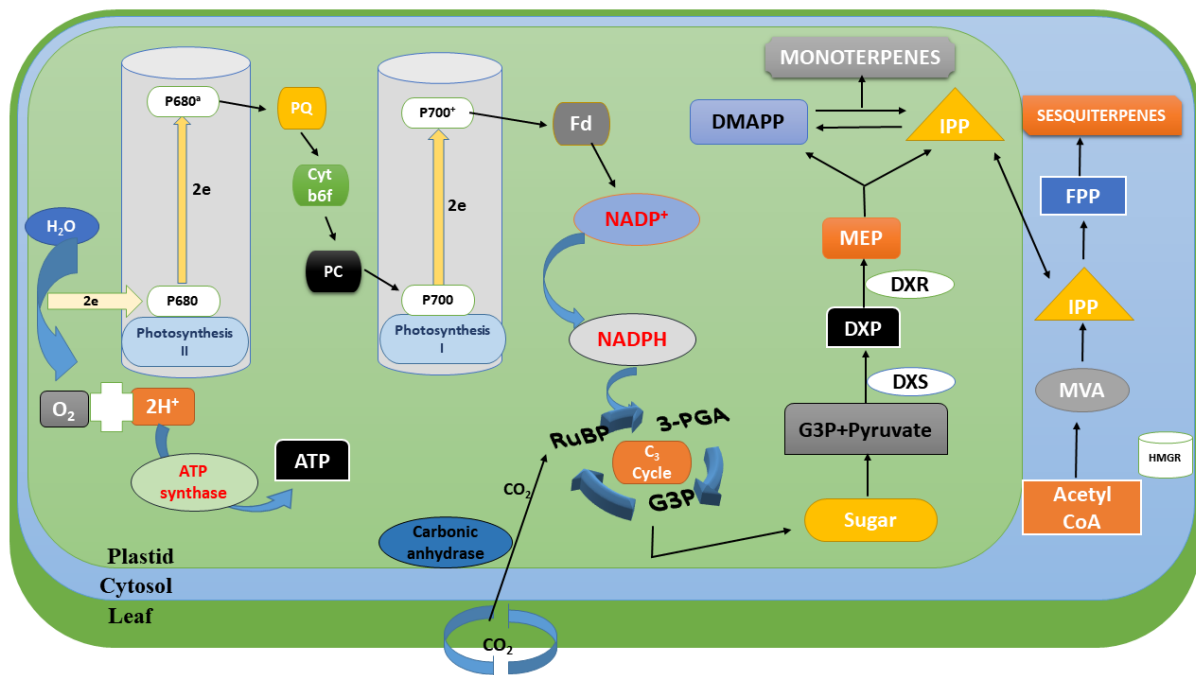 MONOTERPENES
P680ª
PQ
P700⁺
Fd
DMAPP
IPP
SESQUITERPENES
Cyt
b6f
2e
2e
FPP
H₂O
NADP⁺
MEP
PC
DXR
P680
2e
P700
IPP
DXP
Photosynthesis
II
Photosynthesis
I
NADPH
DXS
MVA
O₂
2H⁺
RuBP
3-PGA
G3P+Pyruvate
C₃
Cycle
HMGR
ATP
ATP
synthase
CO₂
G3P
Acetyl
CoA
Sugar
Carbonic
anhydrase
Plastid
Cytosol
Leaf
CO₂